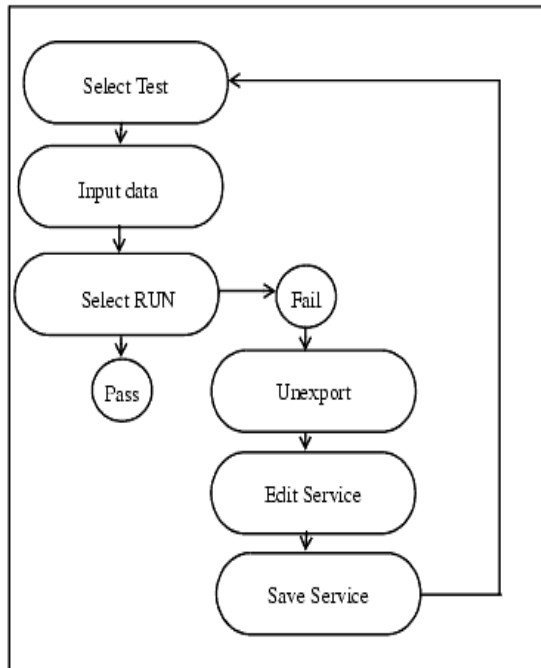 Select Test
Input data
Select RUN
Fail
Pass
Unexport
Edit Service
Save Service